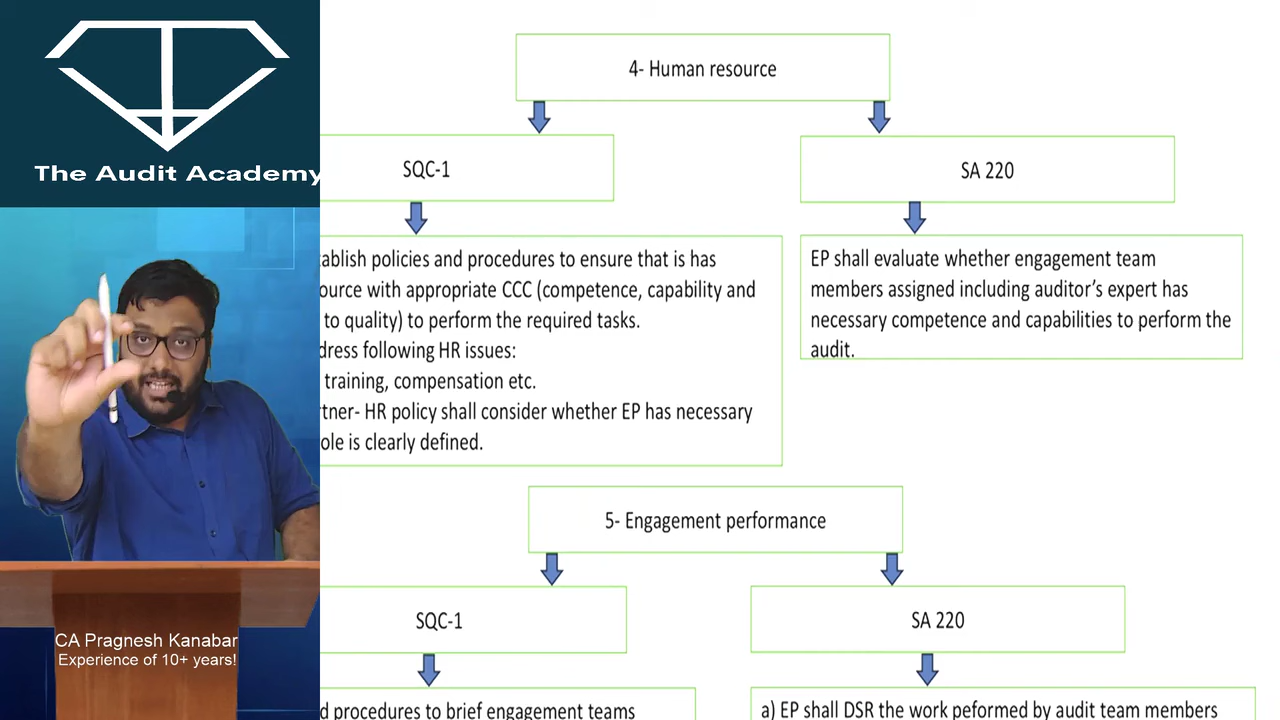 The Audit Academy
CA Pragnesh Kanabar
Experience of 10+ years!
4- Human resource
SQC-1
SA 220
tablish policies and procedures to ensure that is has
ource with appropriate CCC (competence, capability and
to quality) to perform the required tasks.
dress following HR issues:
training, compensation etc.
rtner- HR policy shall consider whether EP has necessary
ole is clearly defined.
EP shall evaluate whether engagement team
members assigned including auditor's expert has
necessary competence and capabilities to perform the
audit.
5- Engagement performance
SQC-1
SA 220
d procedures to brief engagement teams
a) EP shall DSR the work peformed by audit team members